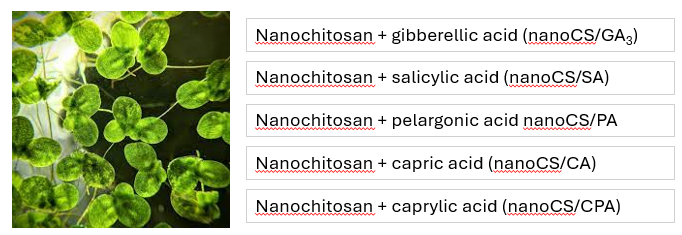 Nanochitosan + gibberellic acid (nanoCS/GA₃)
Nanochitosan + salicylic acid (nanoCS/SA)
Nanochitosan + pelargonic acid nanoCS/PA
Nanochitosan + capric acid (nanoCS/CA)
Nanochitosan + caprylic acid (nanoCS/CPA)